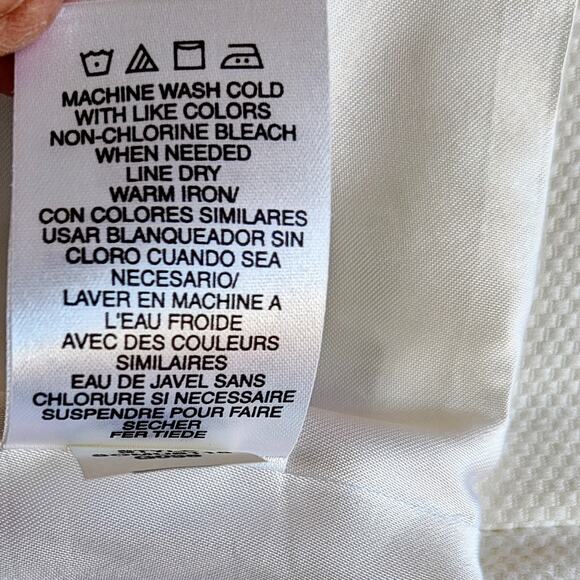 MACHINE WASH COLD
WITH LIKE COLORS
NON-CHLORINE BLEACH
WHEN NEEDED
LINE DRY
WARM IRON/
CON COLORES SIMILARES
USAR BLANQUEADOR SIN
CLORO CUANDO SEA
NECESARIO/
LAVER EN MACHINE A
L'EAU FROIDE
AVEC DES COULEURS
SIMILAIRES
EAU DE JAVEL SANS
CHLORURE SI NECESSAIRE
SUSPENDRE POUR FAIRE
SECHER
FER TIEDE